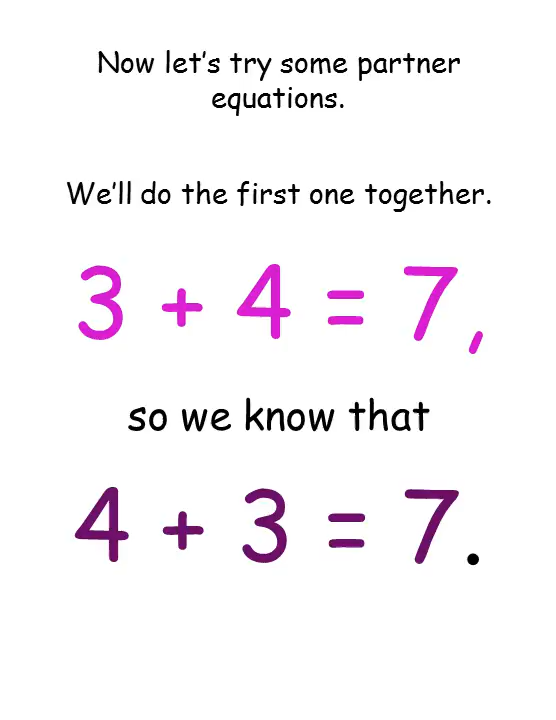 Now let's try some partner
equations.
We'll do the first one together.
3 + 4 = 7,
so we know that
4 + 3 = 7.